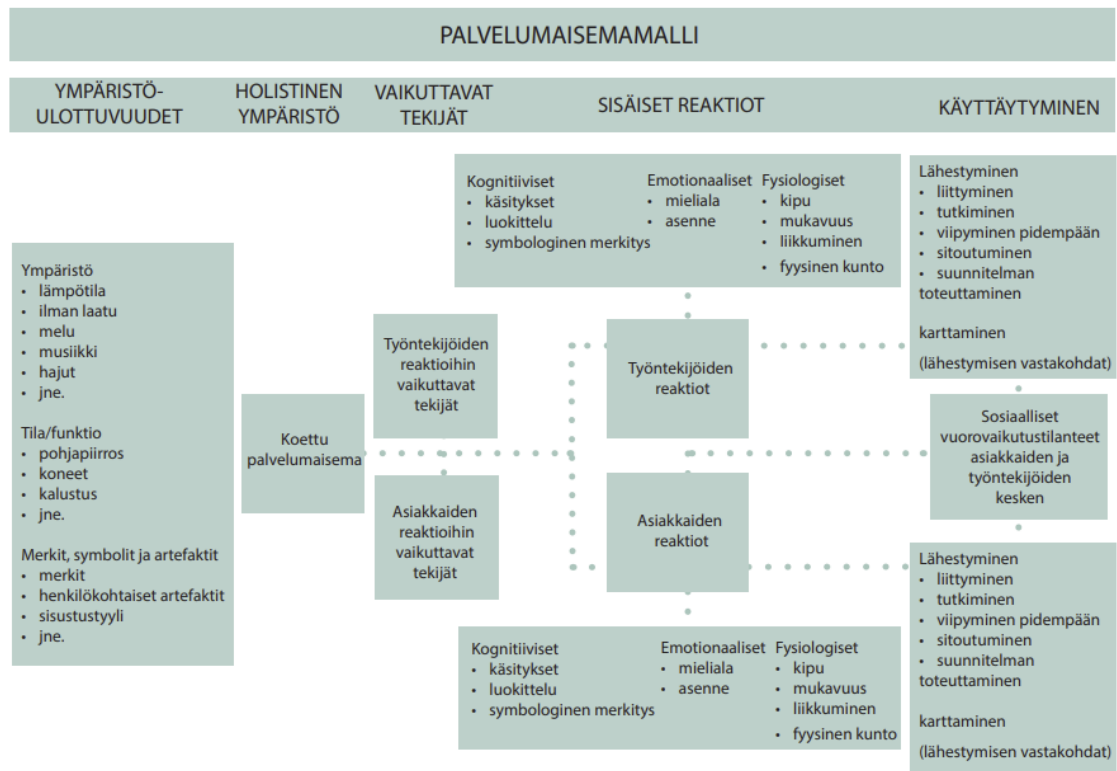 PALVELUMAISEMAMALLI
YMPÄRISTÖ-
ULOTTUVUUDET
HOLISTINEN
YMPÄRISTÖ
VAIKUTTAVAT
TEKIJÄT
SISÄISET REAKTIOT
KÄYTTÄYTYMINEN
Ympäristö
• lämpötila
• ilman laatu
• melu
• musiikki
• hajut
• jne.
Tila/funktio
• pohjapiirros
• koneet
• kalustus
• jne.
Merkit, symbolit ja artefaktit
• merkit
• henkilökohtaiset artefaktit
• sisustustyyli
• jne.
Koettu
palvelumaisema
Työntekijöiden
reaktioihin
vaikuttavat
tekijät
Asiakkaiden
reaktioihin
vaikuttavat
tekijät
Kognitiiviset
• käsitykset
• luokittelu
• symbologinen merkitys
Emotionaaliset
• mieliala
• asenne
Fysiologiset
• kipu
• mukavuus
• liikkuminen
• fyysinen kunto
Työntekijöiden
reaktiot
Asiakkaiden
reaktiot
Kognitiiviset
• käsitykset
• luokittelu
• symbologinen merkitys
Emotionaaliset
• mieliala
• asenne
Fysiologiset
• kipu
• mukavuus
• liikkuminen
• fyysinen kunto
Lähestyminen
• liittyminen
• tutkiminen
• viipyminen pidempään
• sitoutuminen
• suunnitelman
toteuttaminen
karttaminen
(lähestymisen vastakohdat)
Sosiaalliset
vuorovaikutustilanteet
asiakkaiden ja
työntekijöiden
kesken
Lähestyminen
• liittyminen
• tutkiminen
• viipyminen pidempään
• sitoutuminen
• suunnitelman
toteuttaminen
karttaminen
(lähestymisen vastakohdat)